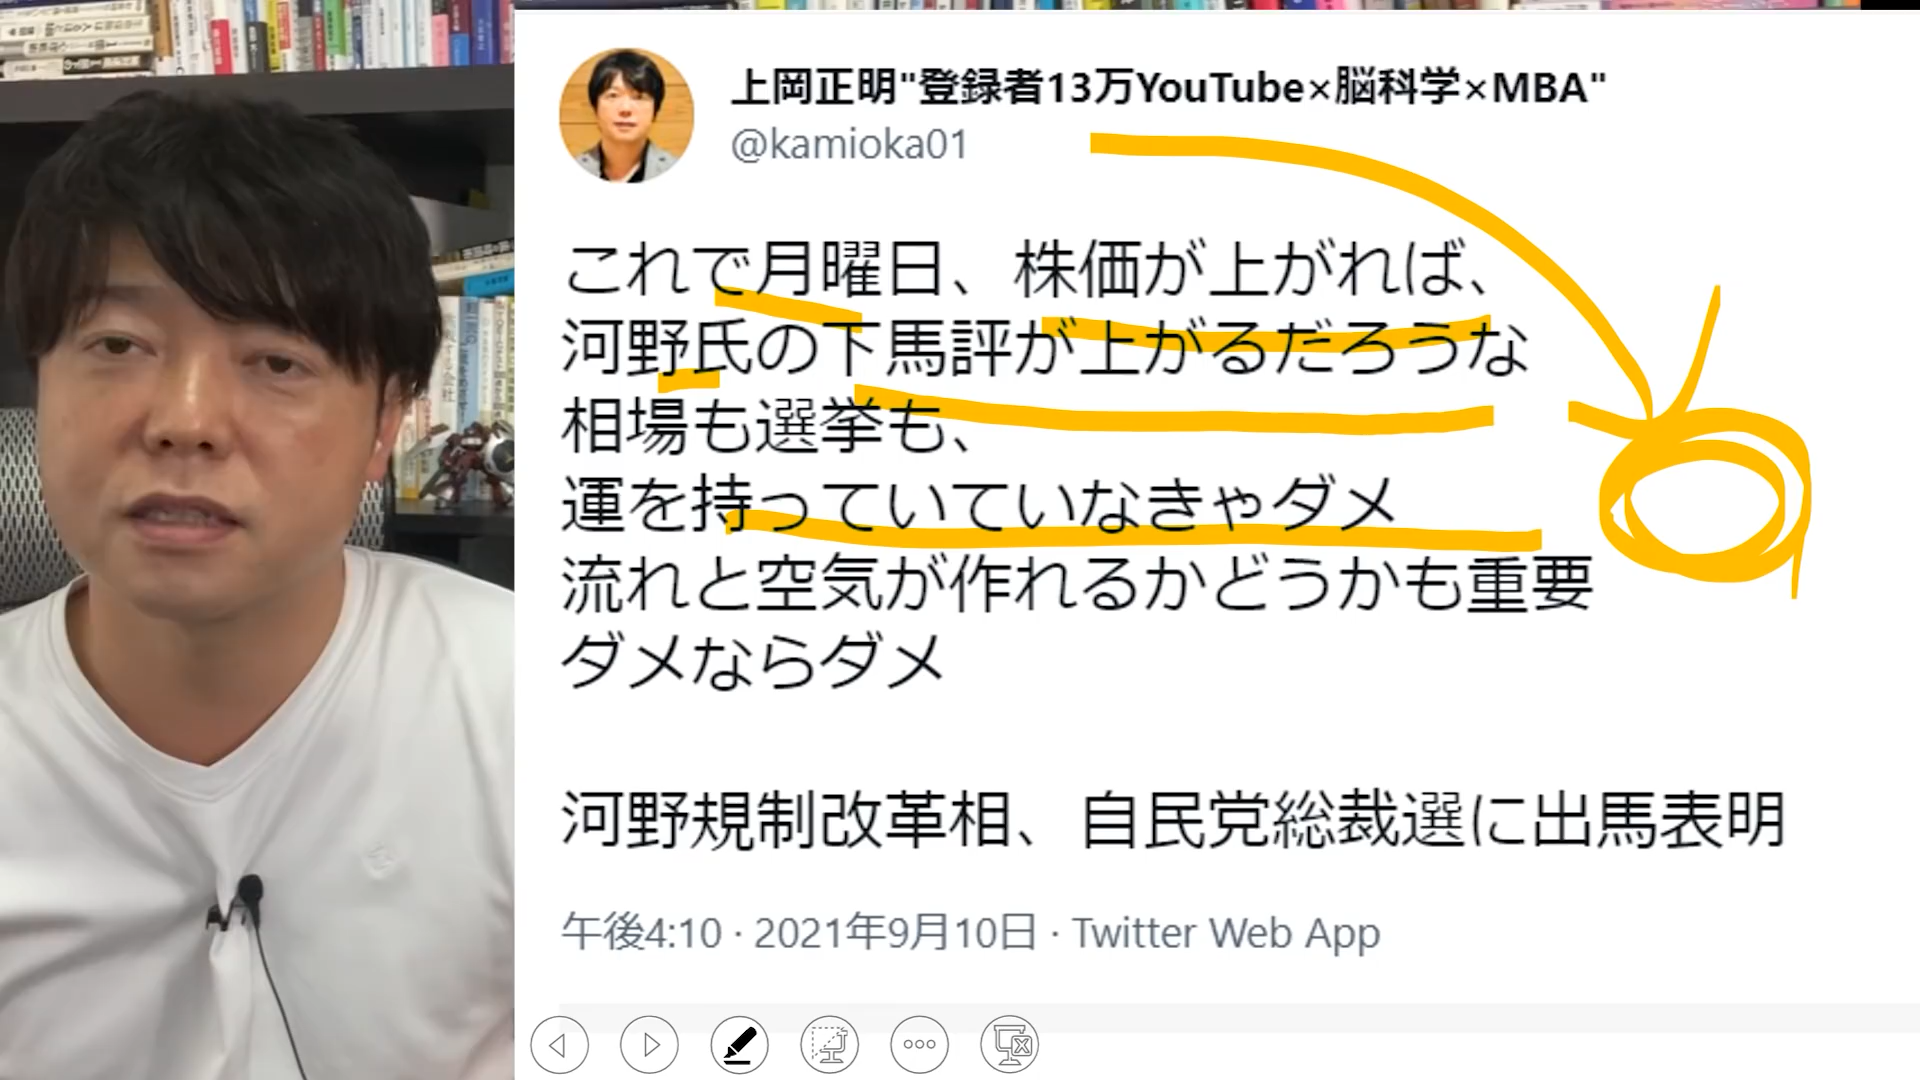 上岡正明"登録者13万YouTube×脳科学×MBA"
@kamioka01
これで月曜日、株価が上がれば、
河野氏の下馬評が上がるだろうな
相場も選挙も、
運を持っていていなきゃダメ
流れと空気が作れるかどうかも重要
ダメならダメ
河野規制改革相、自民党総裁選に出馬表明
午後4:10 · 2021年9月10日 · Twitter Web App